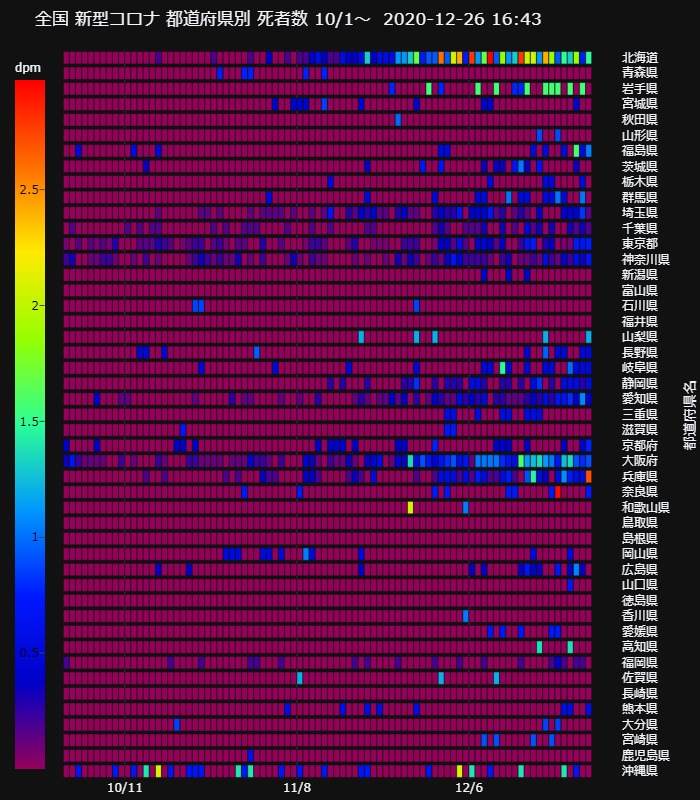 全国 新型コロナ 都道府県別 死者数 10/1〜 2020-12-26 16:43
dpm
2.5
2
1.5
1
0.5
北海道
青森県
岩手県
宮城県
秋田県
山形県
福島県
茨城県
栃木県
群馬県
埼玉県
千葉県
東京都
神奈川県
新潟県
富山県
石川県
福井県
山梨県
長野県
岐阜県
静岡県
愛知県
三重県
滋賀県
京都府
大阪府
兵庫県
奈良県
和歌山県
鳥取県
島根県
岡山県
広島県
山口県
徳島県
香川県
愛媛県
高知県
福岡県
佐賀県
長崎県
熊本県
大分県
宮崎県
鹿児島県
沖縄県
都道府県名
10/11
11/8
12/6